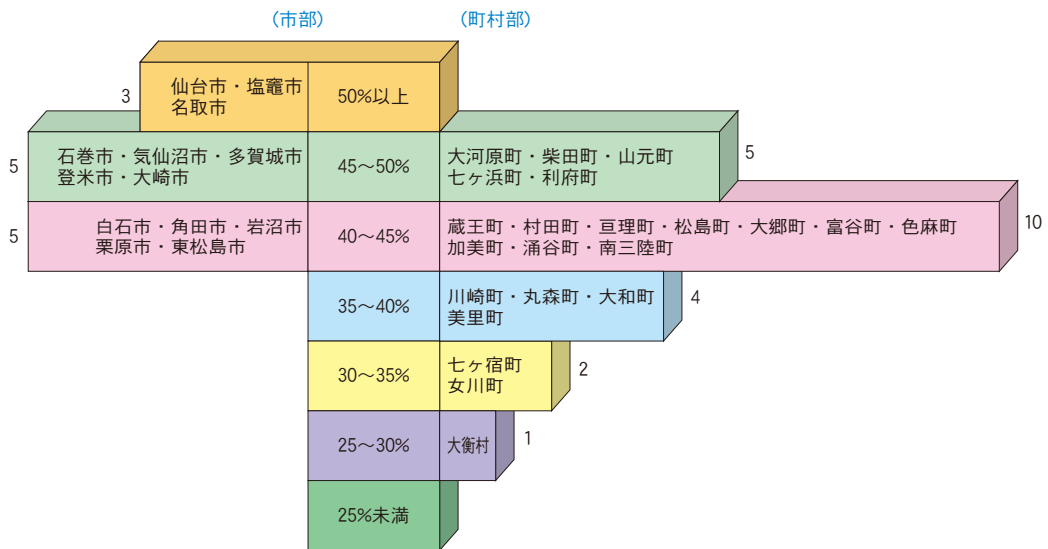 (市部)
(町村部)
3
仙台市・塩竈市
名取市
50%以上
5
石巻市・気仙沼市・多賀城市
登米市・大崎市
45～50%
大河原町・柴田町・山元町
七ヶ浜町・利府町
5
5
白石市・角田市・岩沼市
栗原市・東松島市
40～45%
蔵王町・村田町・亘理町・松島町・大郷町・富谷町・色麻町
加美町・涌谷町・南三陸町
10
35～40%
川崎町・丸森町・大和町
美里町
4
30～35%
七ヶ宿町
女川町
2
25～30%
大衡村
1
25%未満